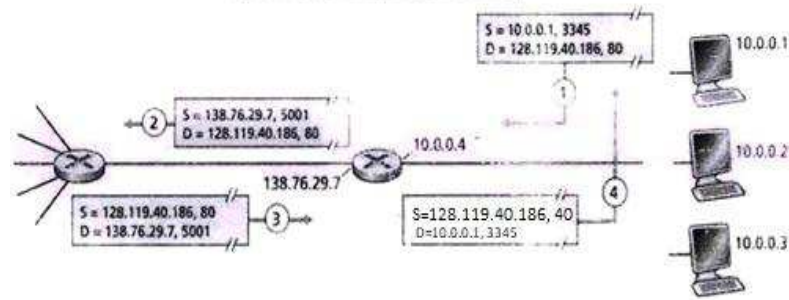 S = 10.0.0.1, 3345
D = 128.119.40.186, 80
10.0.0.1
1
S = 138.76.29.7, 5001
D = 128.119.40.186, 80
2
10.0.0.4
10.0.0.2
138.76.29.7
4
S = 128.119.40.186, 80
D = 138.76.29.7, 5001
3
S=128.119.40.186, 40
D=10.0.0.1, 3345
10.0.0.3